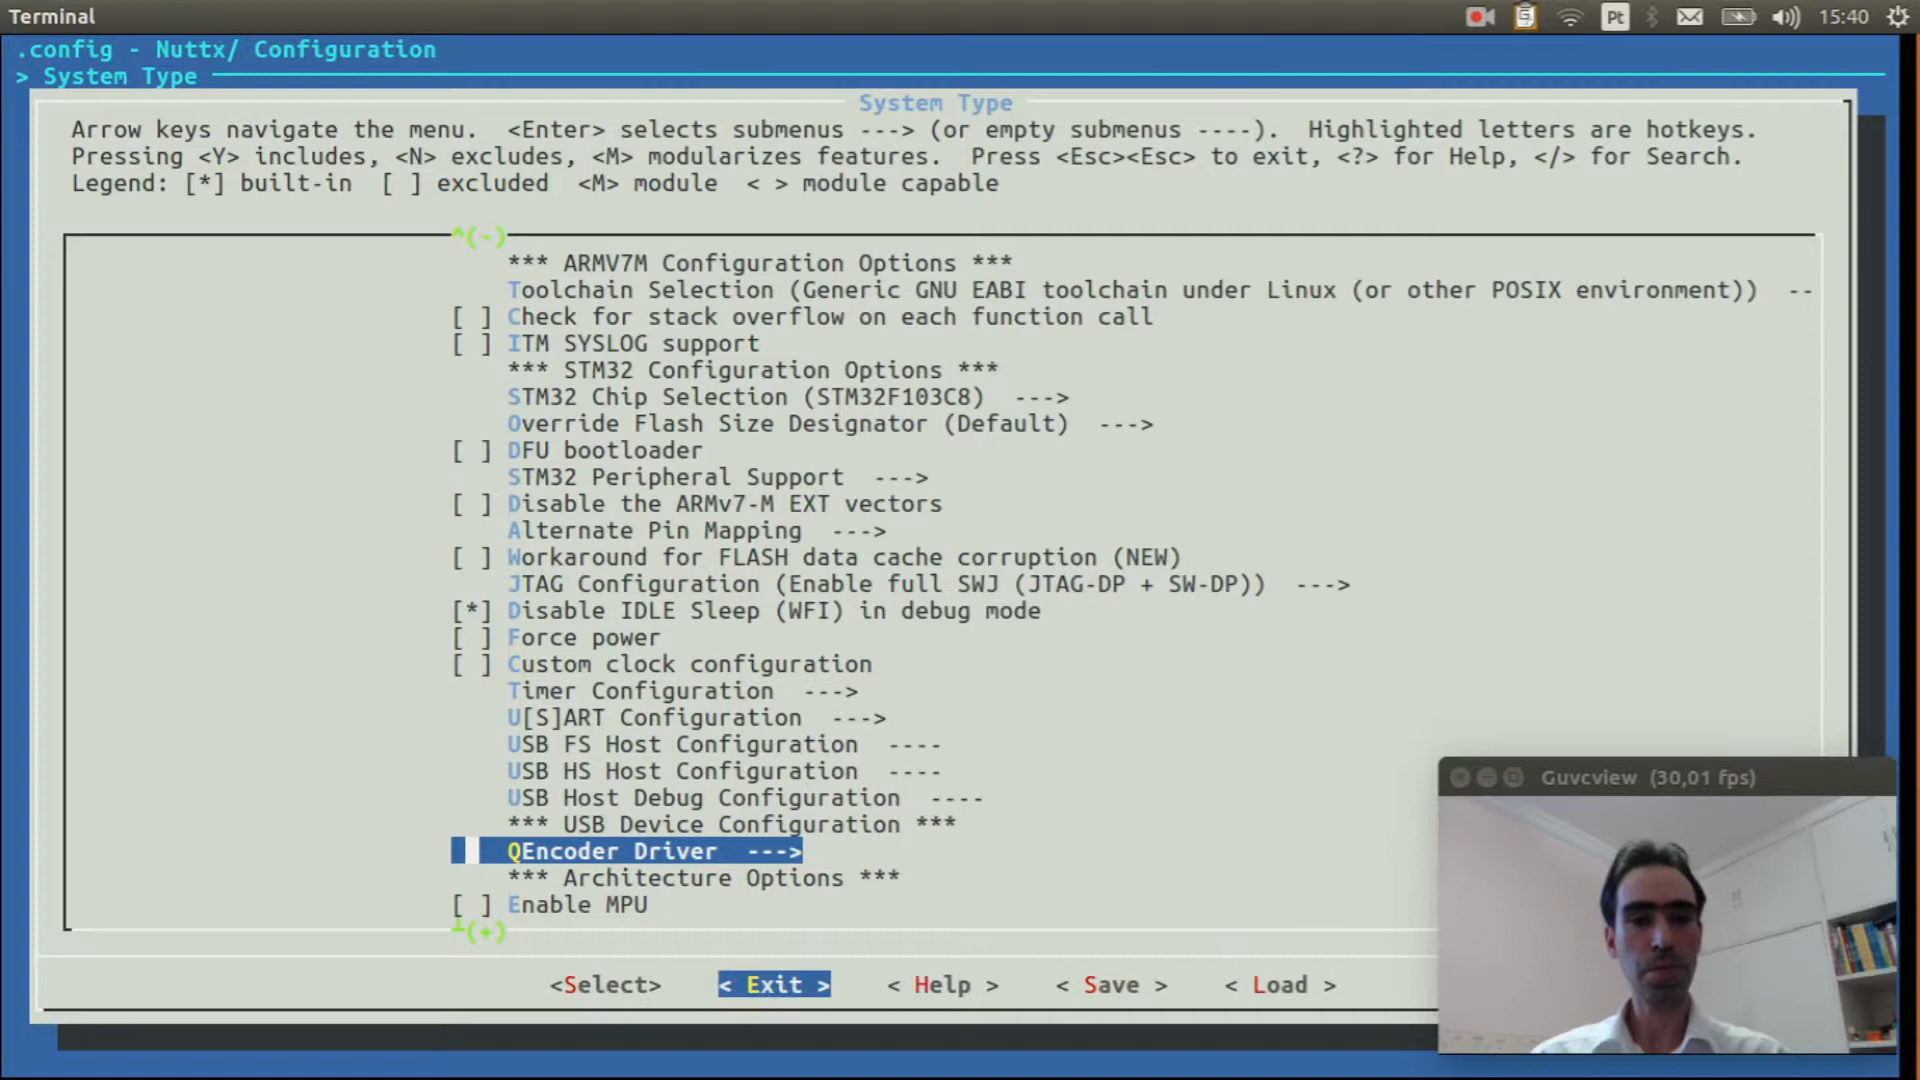 Terminal
Pt
15:40
.config - Nuttx/ Configuration
> System Type
System Type
Arrow keys navigate the menu.  <Enter> selects submenus ---> (or empty submenus ----).  Highlighted letters are hotkeys.
Pressing <Y> includes, <N> excludes, <M> modularizes features.  Press <Esc><Esc> to exit, <?> for Help, </> for Search.
Legend: [*] built-in  [ ] excluded  <M> module  < > module capable
^(-)
*** ARMV7M Configuration Options ***
Toolchain Selection (Generic GNU EABI toolchain under Linux (or other POSIX environment))  --
[ ] Check for stack overflow on each function call
[ ] ITM SYSLOG support
*** STM32 Configuration Options ***
STM32 Chip Selection (STM32F103C8)  --->
Override Flash Size Designator (Default)  --->
[ ] DFU bootloader
STM32 Peripheral Support  --->
[ ] Disable the ARMv7-M EXT vectors
Alternate Pin Mapping  --->
[ ] Workaround for FLASH data cache corruption (NEW)
JTAG Configuration (Enable full SWJ (JTAG-DP + SW-DP))  --->
[*] Disable IDLE Sleep (WFI) in debug mode
[ ] Force power
[ ] Custom clock configuration
Timer Configuration  --->
U[S]ART Configuration  --->
USB FS Host Configuration  ----
USB HS Host Configuration  ----
USB Host Debug Configuration  ----
*** USB Device Configuration ***
QEncoder Driver  --->
*** Architecture Options ***
[ ] Enable MPU
┴(+)
<Select>    < Exit >    < Help >    < Save >    < Load >
Guvcview  (30,01 fps)